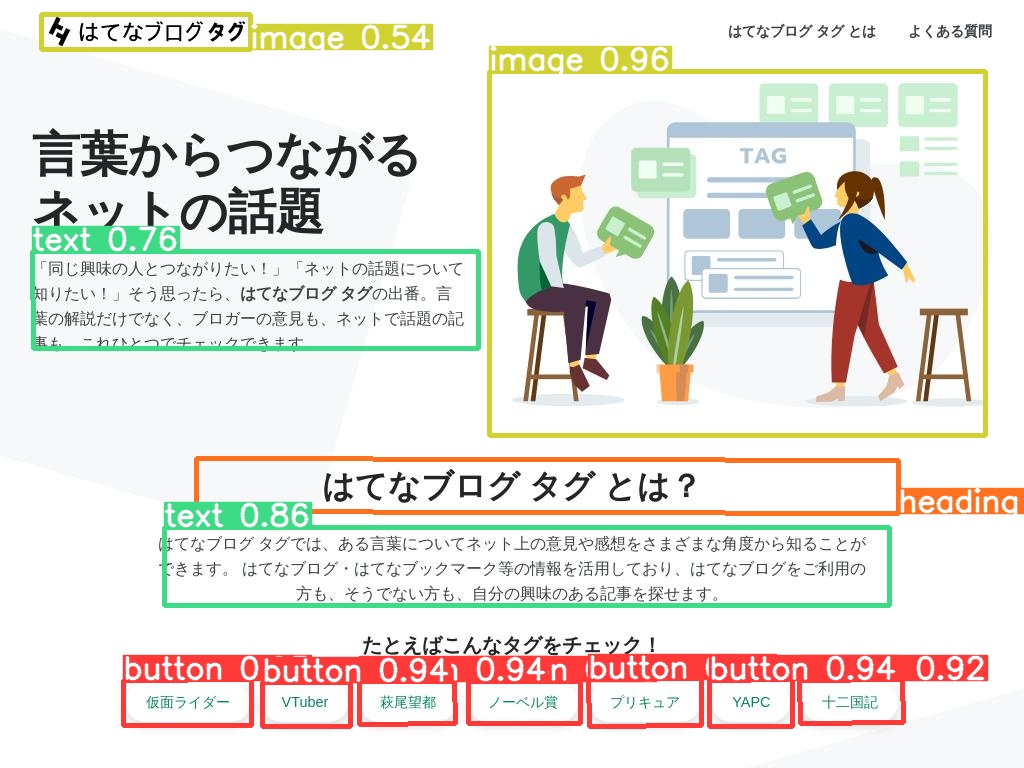 はてなブログ タグ
image 0.54
はてなブログ タグ とは
よくある質問
image 0.96
言葉からつながる
ネットの話題
TAG
text 0.76
「同じ興味の人とつながりたい！」「ネットの話題について
知りたい！」そう思ったら、はてなブログ タグの出番。言
葉の解説だけでなく、ブロガーの意見も、ネットで話題の記
事も、これひとつでチェックできます。
はてなブログ タグ とは？
heading
text 0.86
はてなブログ タグでは、ある言葉についてネット上の意見や感想をさまざまな角度から知ることが
できます。 はてなブログ・はてなブックマーク等の情報を活用しており、はてなブログをご利用の
方も、そうでない方も、自分の興味のある記事を探せます。
たとえばこんなタグをチェック！
button
button 0.94
0.94
button
button 0.94
0.92
仮面ライダー
VTuber
萩尾望都
ノーベル賞
プリキュア
YAPC
十二国記